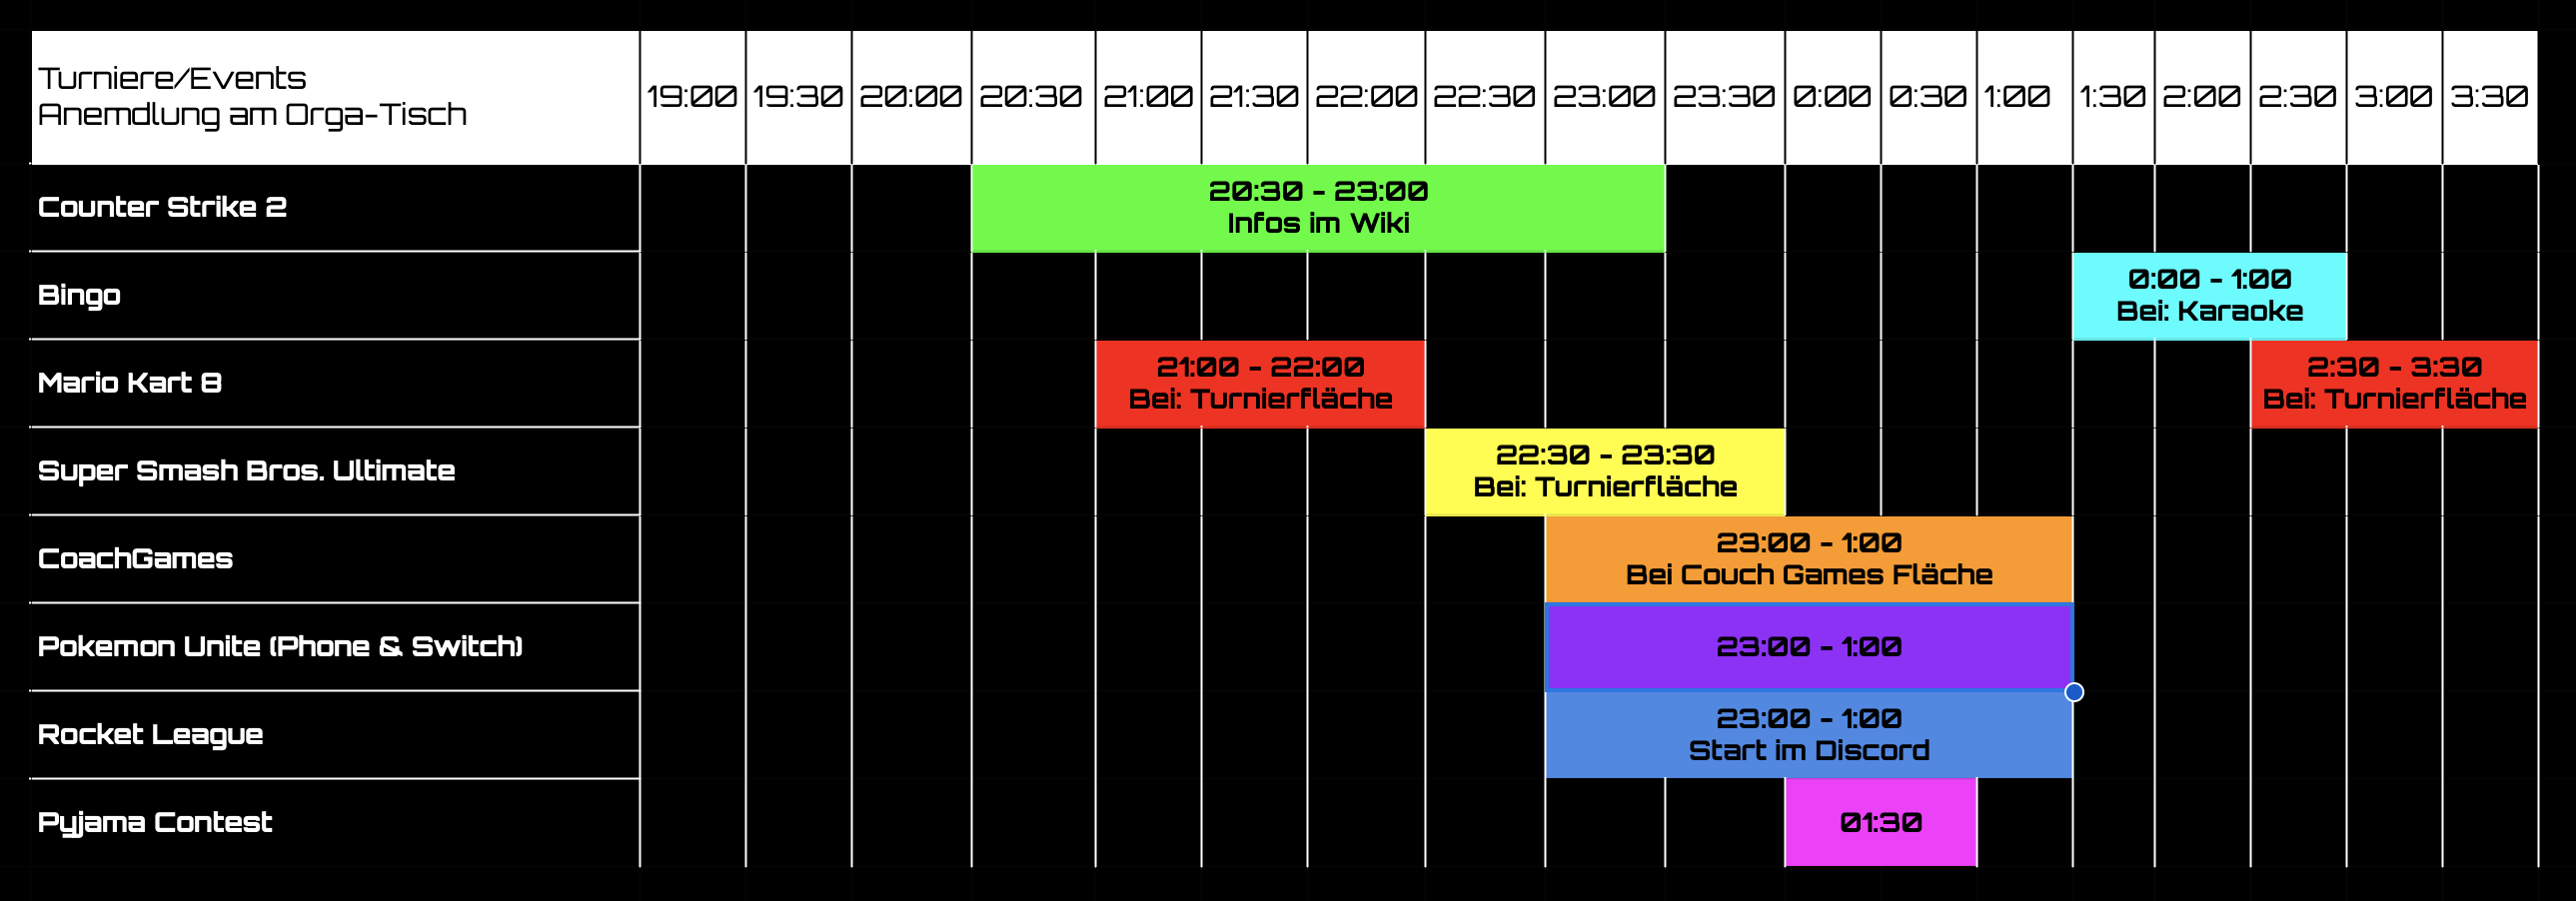 Turniere/Events
Anemdlung am Orga-Tisch
19:00 19:30 20:00 20:30 21:00 21:30 22:00 22:30 23:00 23:30 0:00 0:30 1:00 1:30 2:00 2:30 3:00 3:30
Counter Strike 2
20:30 - 23:00
Infos im Wiki
Bingo
0:00 - 1:00
Bei: Karaoke
Mario Kart 8
21:00 - 22:00
Bei: Turnierfläche
2:30 - 3:30
Bei: Turnierfläche
Super Smash Bros. Ultimate
22:30 - 23:30
Bei: Turnierfläche
CoachGames
23:00 - 1:00
Bei Couch Games Fläche
Pokemon Unite (Phone & Switch)
23:00 - 1:00
Rocket League
23:00 - 1:00
Start im Discord
Pyjama Contest
01:30